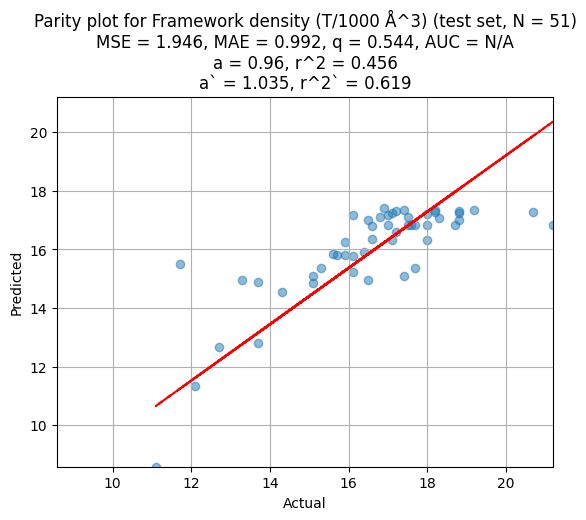 Parity plot for Framework density (T/1000 Å^3) (test set, N = 51)
MSE = 1.946, MAE = 0.992, q = 0.544, AUC = N/A
a = 0.96, r^2 = 0.456
a` = 1.035, r^2` = 0.619
20
18
16
14
12
10
Predicted
10 12 14 16 18 20
Actual